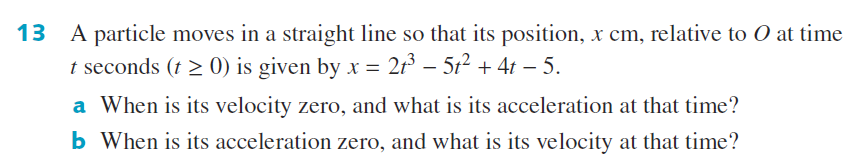 13 A particle moves in a straight line so that its position, x cm, relative to O at time
t seconds (t ≥ 0) is given by x = 2t³ – 5t² + 4t – 5.
a When is its velocity zero, and what is its acceleration at that time?
b When is its acceleration zero, and what is its velocity at that time?